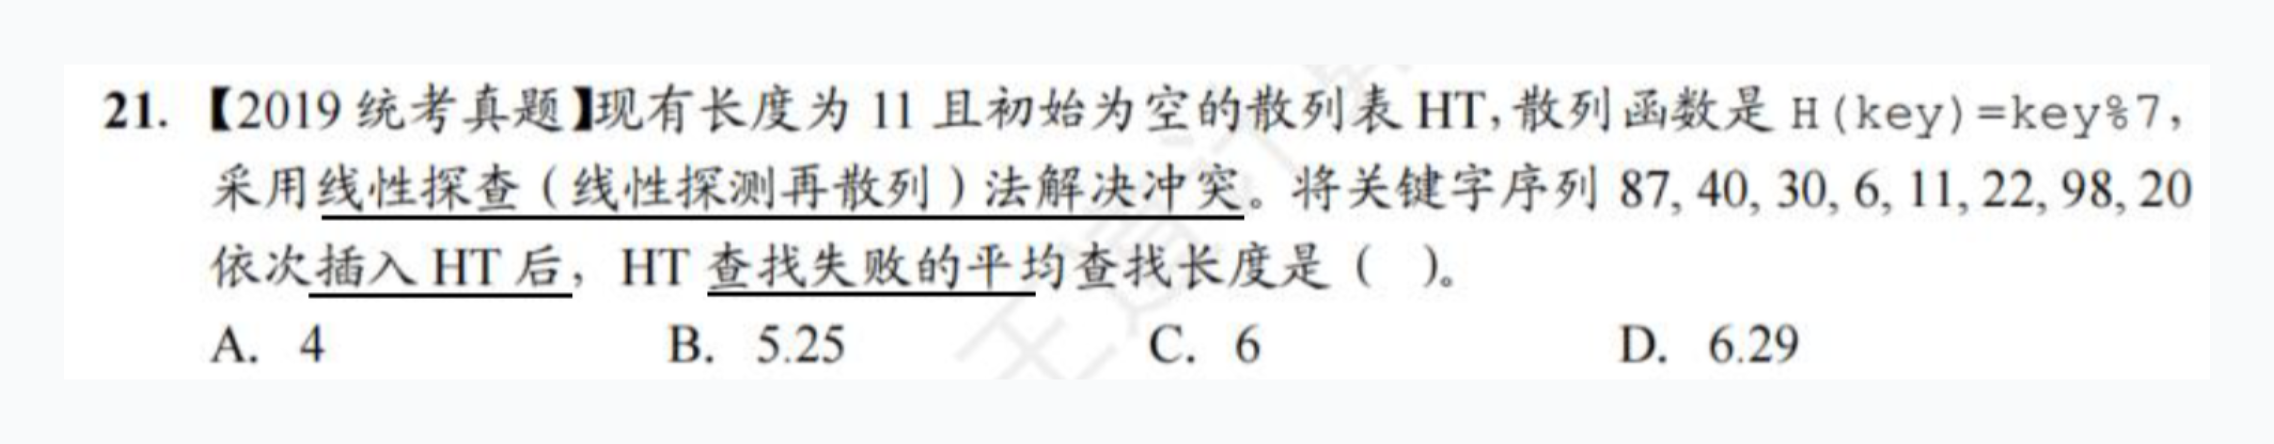 21. 【2019 统考真题】现有长度为 11 且初始为空的散列表 HT,散列函数是 H(key)=key%7,
采用线性探查(线性探测再散列)法解决冲突。将关键字序列 87, 40, 30, 6, 11, 22, 98, 20
依次插入 HT 后，HT 查找失败的平均查找长度是( )。
A. 4 B. 5.25 C. 6 D. 6.29